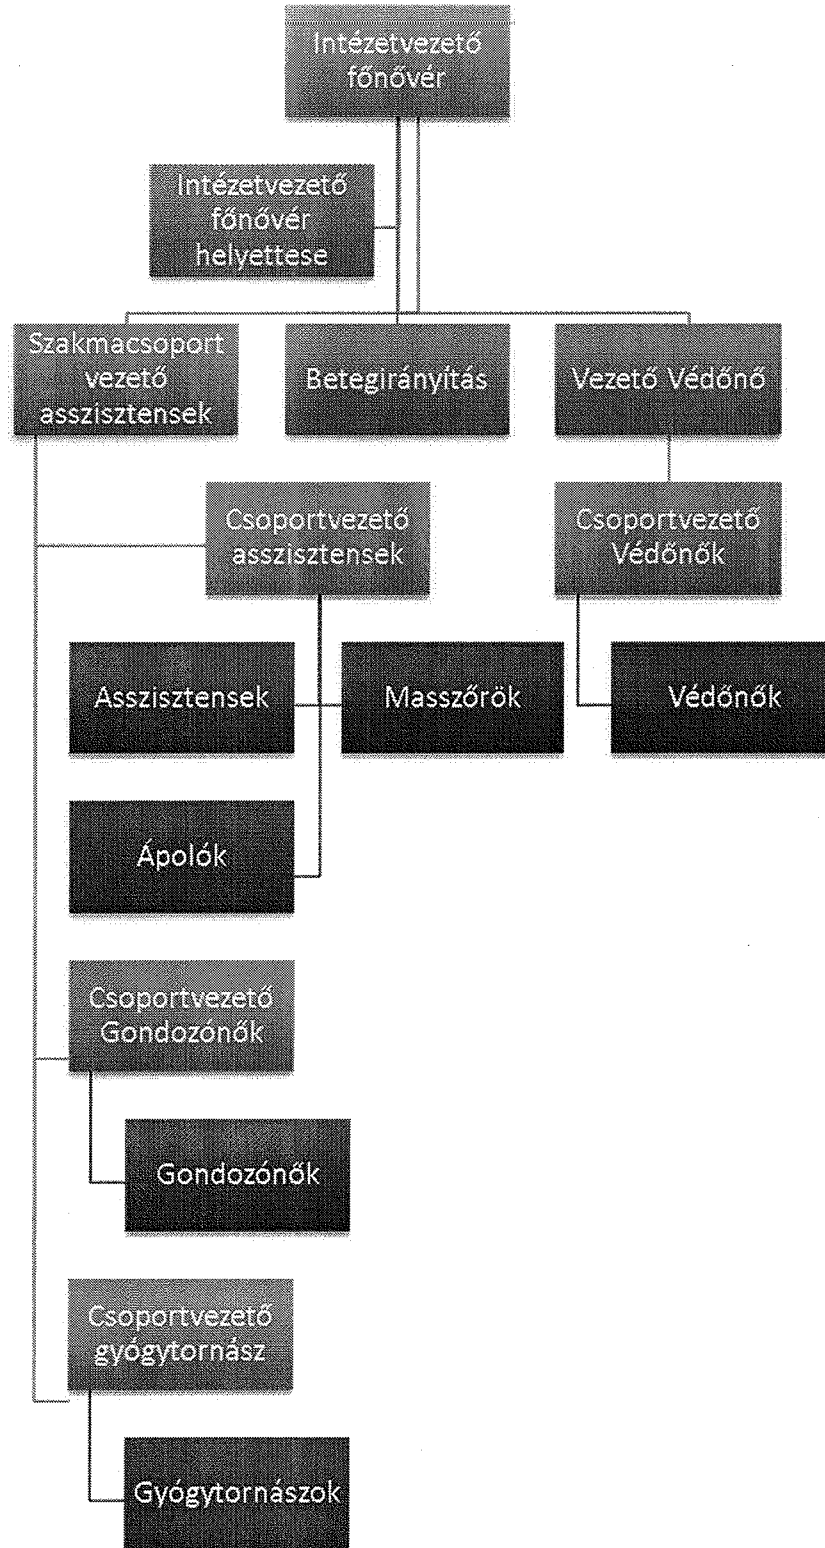 Intézetvezető
főnővér
Intézetvezető
főnővér
helyettese
Szakmacsoport
vezető
asszisztensek
Betegirányítás
Vezető Védőnő
Csoportvezető
asszisztensek
Csoportvezető
Védőnők
Asszisztensek
Masszőrök
Védőnők
Ápolók
Csoportvezető
Gondozónők
Gondozónők
Csoportvezető
gyógytornász
Gyógytornászok